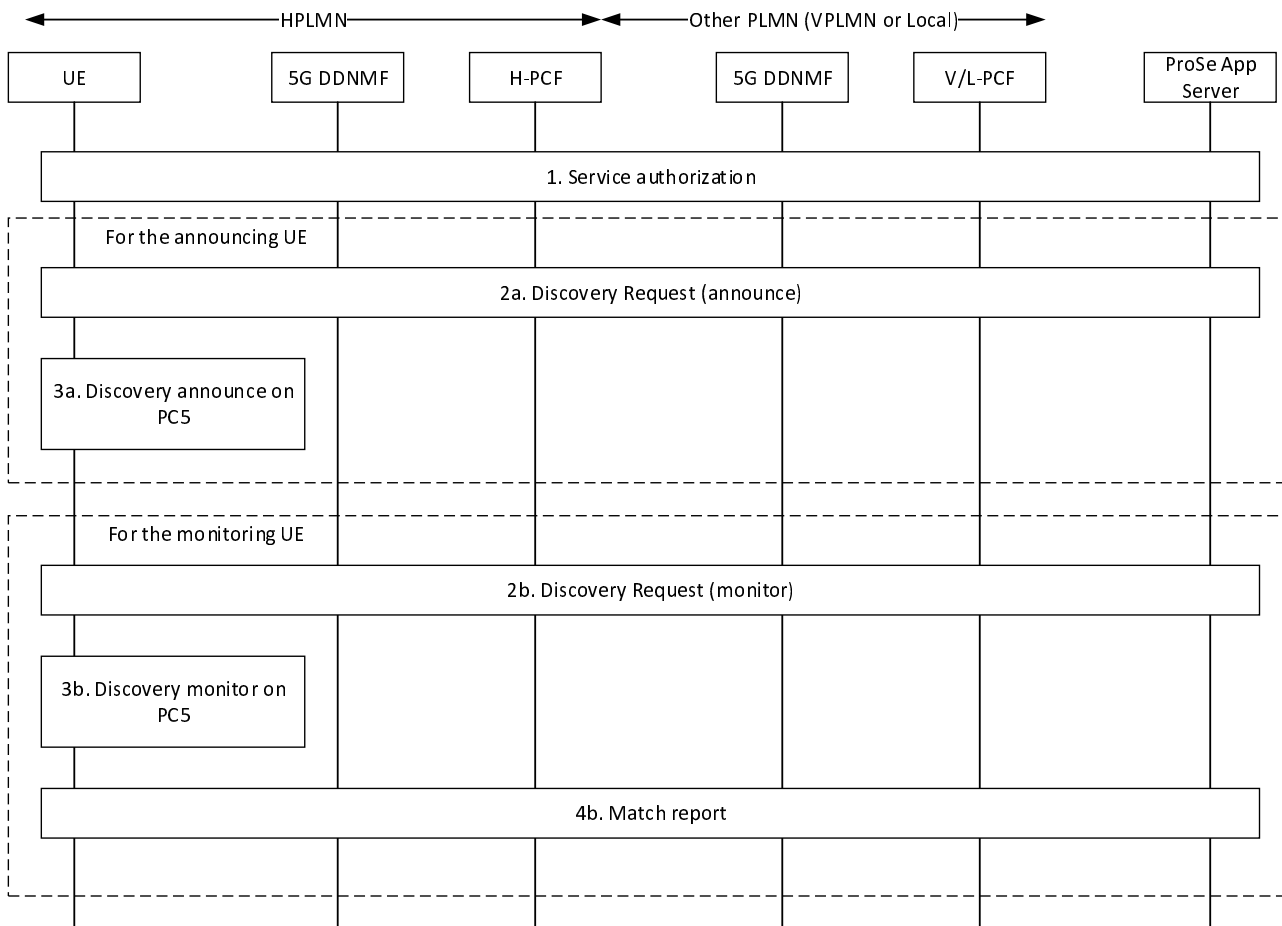 HPLMN
Other PLMN (VPLMN or Local)
UE
5G DDNMF
H-PCF
5G DDNMF
V/L-PCF
ProSe App
Server
1. Service authorization
For the announcing UE
2a. Discovery Request (announce)
3a. Discovery announce on
PC5
For the monitoring UE
2b. Discovery Request (monitor)
3b. Discovery monitor on
PC5
4b. Match report